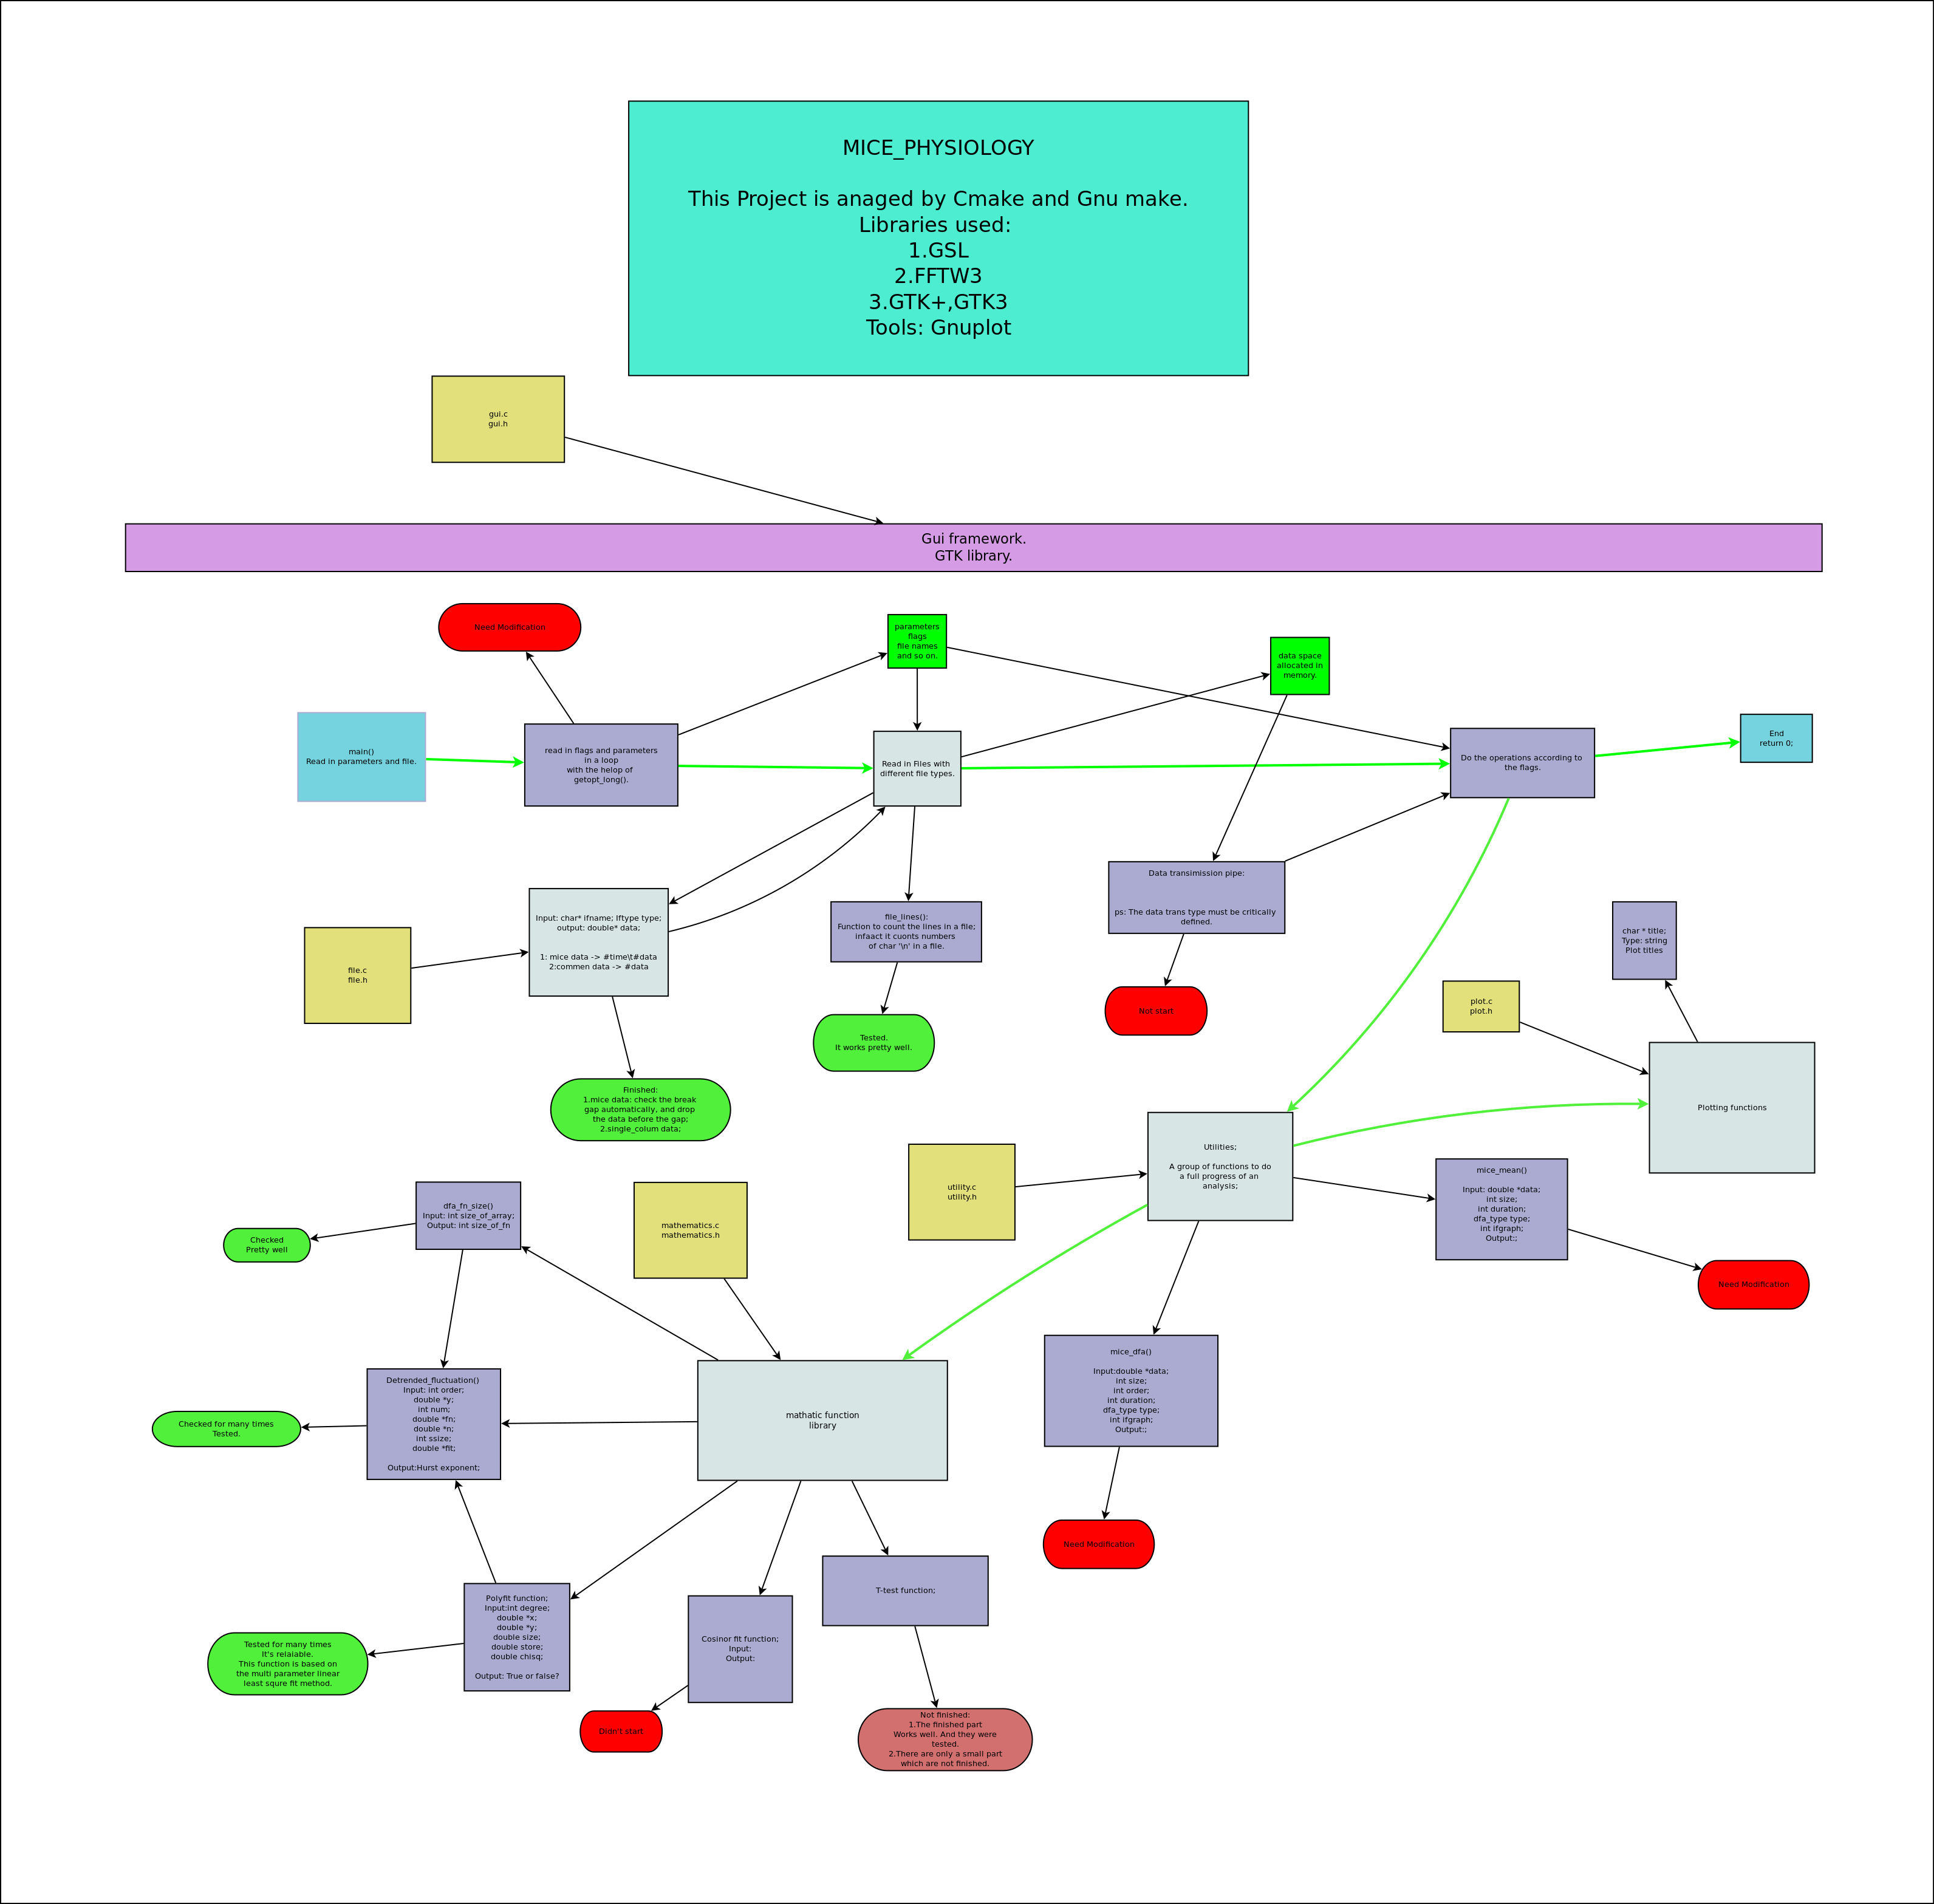 MICE_PHYSIOLOGY
This Project is anaged by Cmake and Gnu make.
Libraries used:
1.GSL
2.FFTW3
3.GTK+,GTK3
Tools: Gnuplot
gui.c
gui.h
Gui framework.
GTK library.
Need Modification
parameters
flags
file names
and so on.
data space
allocated in
memory.
main()
Read in parameters and file.
read in flags and parameters
in a loop
with the helop of
getopt_long().
Read in Files with
different file types.
Do the operations according to
the flags.
End
return 0;
file.c
file.h
Input: char* ifname; Iftype type;
output: double* data;
1: mice data -> #time\t#data
2:commen data -> #data
file_lines():
Function to count the lines in a file;
infaact it cuonts numbers
of char '\n' in a file.
Data transimission pipe:
ps: The data trans type must be critically
defined.
char * title;
Type: string
Plot titles
plot.c
plot.h
Not start
Tested.
It works pretty well.
Finished:
1.mice data: check the break
gap automatically, and drop
the data before the gap;
2.single_colum data;
Plotting functions
Utilities;
A group of functions to do
a full progress of an
analysis;
utility.c
utility.h
mice_mean()
Input: double *data;
int size;
int duration;
dfa_type type;
int ifgraph;
Output:;
Need Modification
dfa_fn_size()
Input: int size_of_array;
Output: int size_of_fn
Checked
Pretty well
mathematics.c
mathematics.h
Detrended_fluctuation()
Input: int order;
double *y;
int num;
double *fn;
double *n;
int ssize;
double *fit;
Output:Hurst exponent;
Checked for many times
Tested.
mathatic function
library
mice_dfa()
Input:double *data;
int size;
int order;
int duration;
dfa_type type;
int ifgraph;
Output:;
Need Modification
Polyfit function;
Input:int degree;
double *x;
double *y;
double size;
double store;
double chisq;
Output: True or false?
Tested for many times
It's relaiable.
This function is based on
the multi parameter linear
least squre fit method.
Cosinor fit function;
Input:
Output:
T-test function;
Didn't start
Not finished:
1.The finished part
Works well. And they were
tested.
2.There are only a small part
which are not finished.